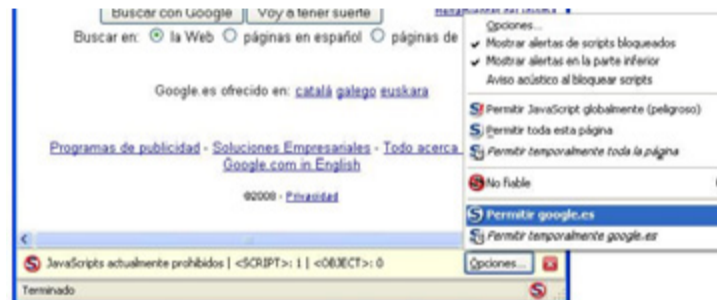 Buscar con Google Voy a tener suerte Herramientas del idioma
Buscar en: la Web páginas en español páginas de
Google.es ofrecido en: català galego euskara
Programas de publicidad - Soluciones Empresariales - Todo acerca
Google.com in English
©2008 - Privacidad
Opciones...
Mostrar alertas de scripts bloqueados
Mostrar alertas en la parte inferior
Aviso acústico al bloquear scripts
Permitir JavaScript globalmente (peligroso)
Permitir toda esta página
Permitir temporalmente toda la página
No fiable
Permitir google.es
Permitir temporalmente google.es
JavaScripts actualmente prohibidos | <SCRIPT>: 1 | <OBJECT>: 0 Opciones...
Terminado